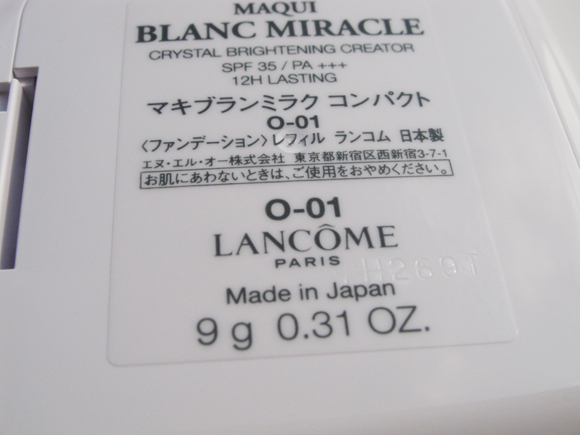 MAQUI
BLANC MIRACLE
CRYSTAL BRIGHTENING CREATOR
SPF 35 / PA +++
12H LASTING
マキブランミラク コンパクト
O-01
〈ファンデーション〉レフィル ランコム 日本製
エヌ・エル・オー株式会社 東京都新宿区西新宿3-7-1
お肌にあわないときは、ご使用をおやめください。
O-01
LANCÔME
PARIS
Made in Japan
9 g 0.31 OZ.